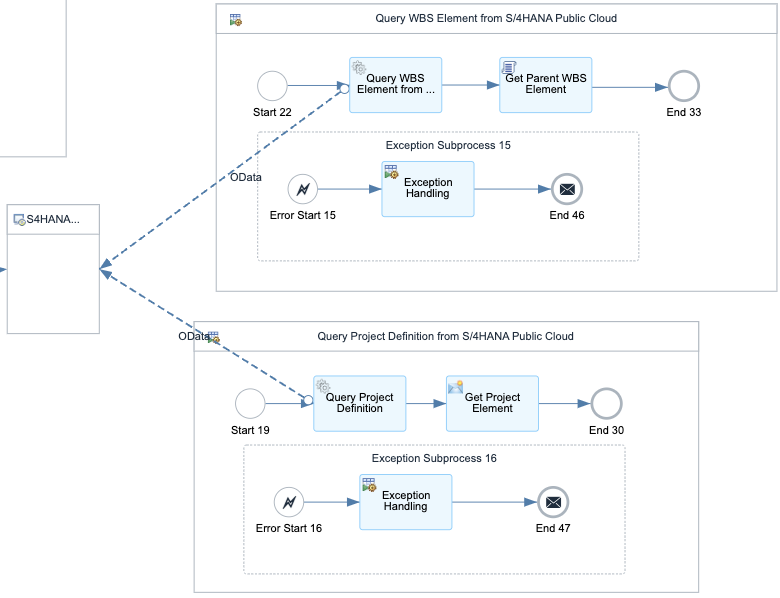 Query WBS Element from S/4HANA Public Cloud
Query WBS
Element from ...
Get Parent WBS
Element
Start 22
End 33
Exception Subprocess 15
OData
Exception
Handling
Error Start 15
End 46
S4HANA...
OData
Query Project Definition from S/4HANA Public Cloud
Query Project
Definition
Get Project
Element
Start 19
End 30
Exception Subprocess 16
Exception
Handling
Error Start 16
End 47